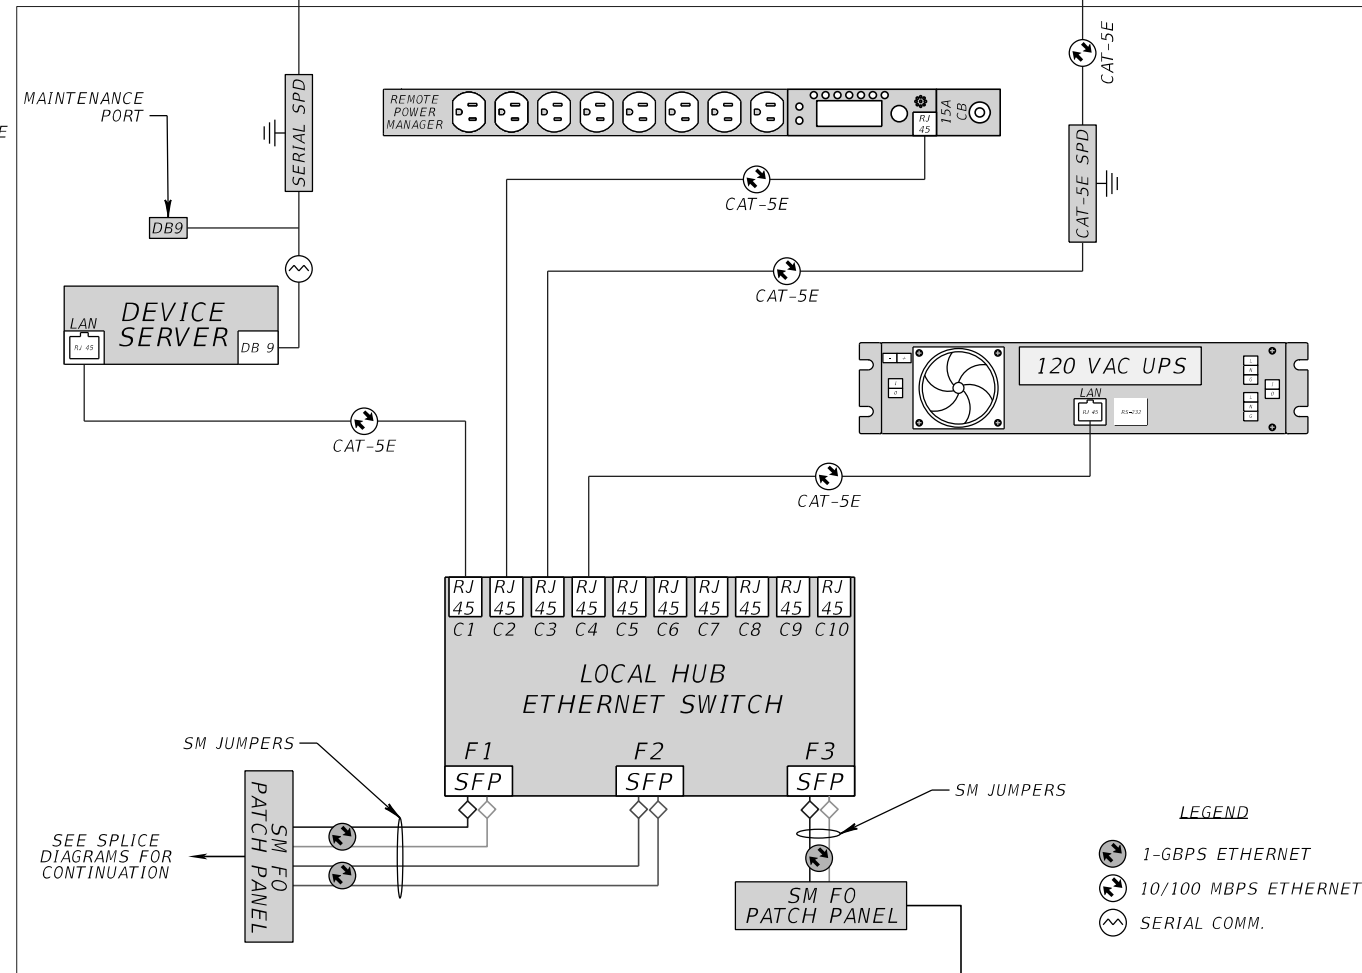 CAT-5E
MAINTENANCE
PORT
E
SERIAL SPD
REMOTE
POWER
MANAGER
RJ
45
15A
CB
CAT-5E SPD
CAT-5E
DB9
CAT-5E
DEVICE
SERVER
LAN
RJ 45
DB 9
120 VAC UPS
LAN
RJ 45
RS-232
- +
I
O
L
N
G
L
N
G
I
O
CAT-5E
CAT-5E
RJ RJ RJ RJ RJ RJ RJ RJ RJ RJ
45 45 45 45 45 45 45 45 45 45
C1 C2 C3 C4 C5 C6 C7 C8 C9 C10
LOCAL HUB
ETHERNET SWITCH
F1 F2 F3
SFP SFP SFP
SM JUMPERS
SM JUMPERS
SM FO
PATCH PANEL
SEE SPLICE
DIAGRAMS FOR
CONTINUATION
SM FO
PATCH PANEL
LEGEND
1-GBPS ETHERNET
10/100 MBPS ETHERNET
SERIAL COMM.